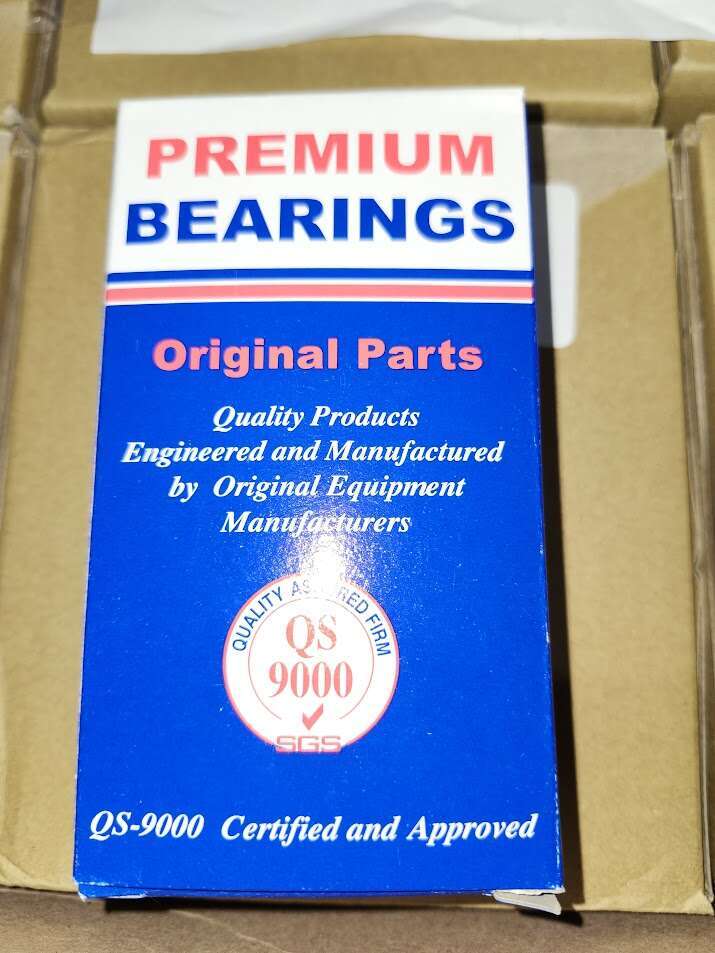 PREMIUM
BEARINGS
Original Parts
Quality Products
Engineered and Manufactured
by Original Equipment
Manufacturers
QUALITY ASSURED FIRM
QS
9000
SGS
QS-9000 Certified and Approved